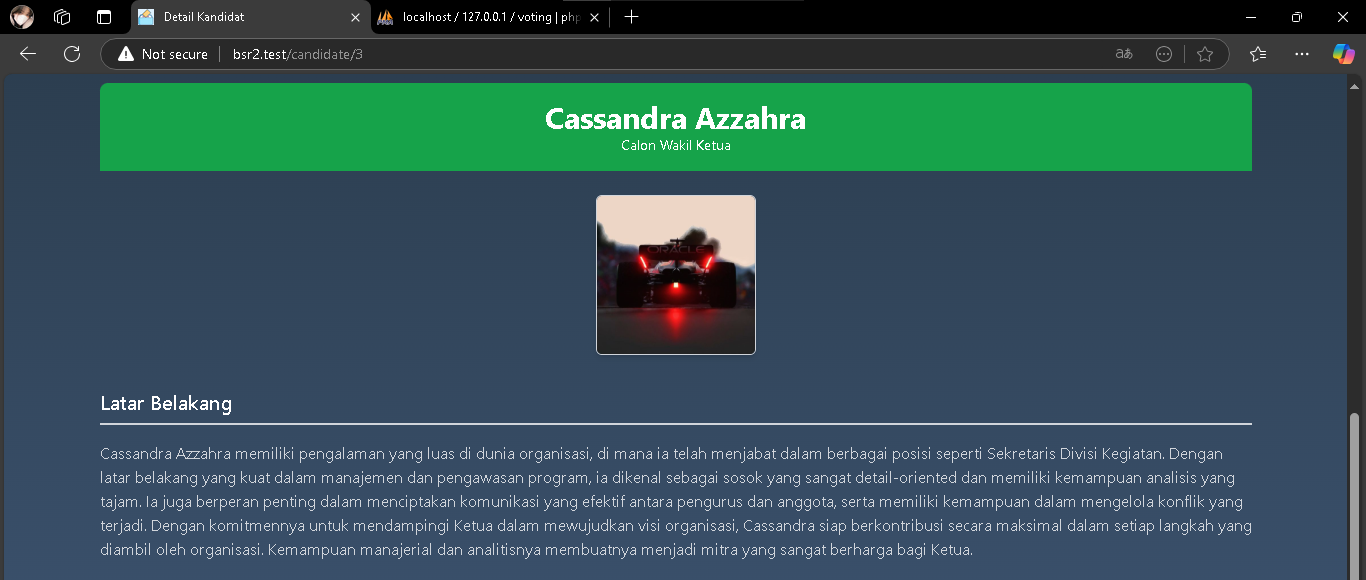 Detail Kandidat
localhost / 127.0.0.1 / voting | php
Not secure
bsr2.test/candidate/3
Cassandra Azzahra
Calon Wakil Ketua
ORACLE
Latar Belakang
Cassandra Azzahra memiliki pengalaman yang luas di dunia organisasi, di mana ia telah menjabat dalam berbagai posisi seperti Sekretaris Divisi Kegiatan. Dengan
latar belakang yang kuat dalam manajemen dan pengawasan program, ia dikenal sebagai sosok yang sangat detail-oriented dan memiliki kemampuan analisis yang
tajam. Ia juga berperan penting dalam menciptakan komunikasi yang efektif antara pengurus dan anggota, serta memiliki kemampuan dalam mengelola konflik yang
terjadi. Dengan komitmennya untuk mendampingi Ketua dalam mewujudkan visi organisasi, Cassandra siap berkontribusi secara maksimal dalam setiap langkah yang
diambil oleh organisasi. Kemampuan manajerial dan analitisnya membuatnya menjadi mitra yang sangat berharga bagi Ketua.